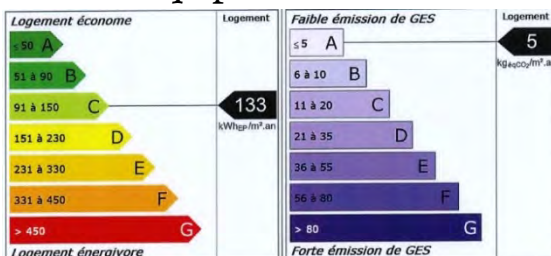 Logement économe Logement
≤ 50 A
51 à 90 B
91 à 150 C 133
kWhEP/m².an
151 à 230 D
231 à 330 E
331 à 450 F
> 450 G
Logement énergivore
Faible émission de GES Logement
≤ 5 A 5
kgéqCO₂/m².a
6 à 10 B
11 à 20 C
21 à 35 D
36 à 55 E
56 à 80 F
> 80 G
Forte émission de GES